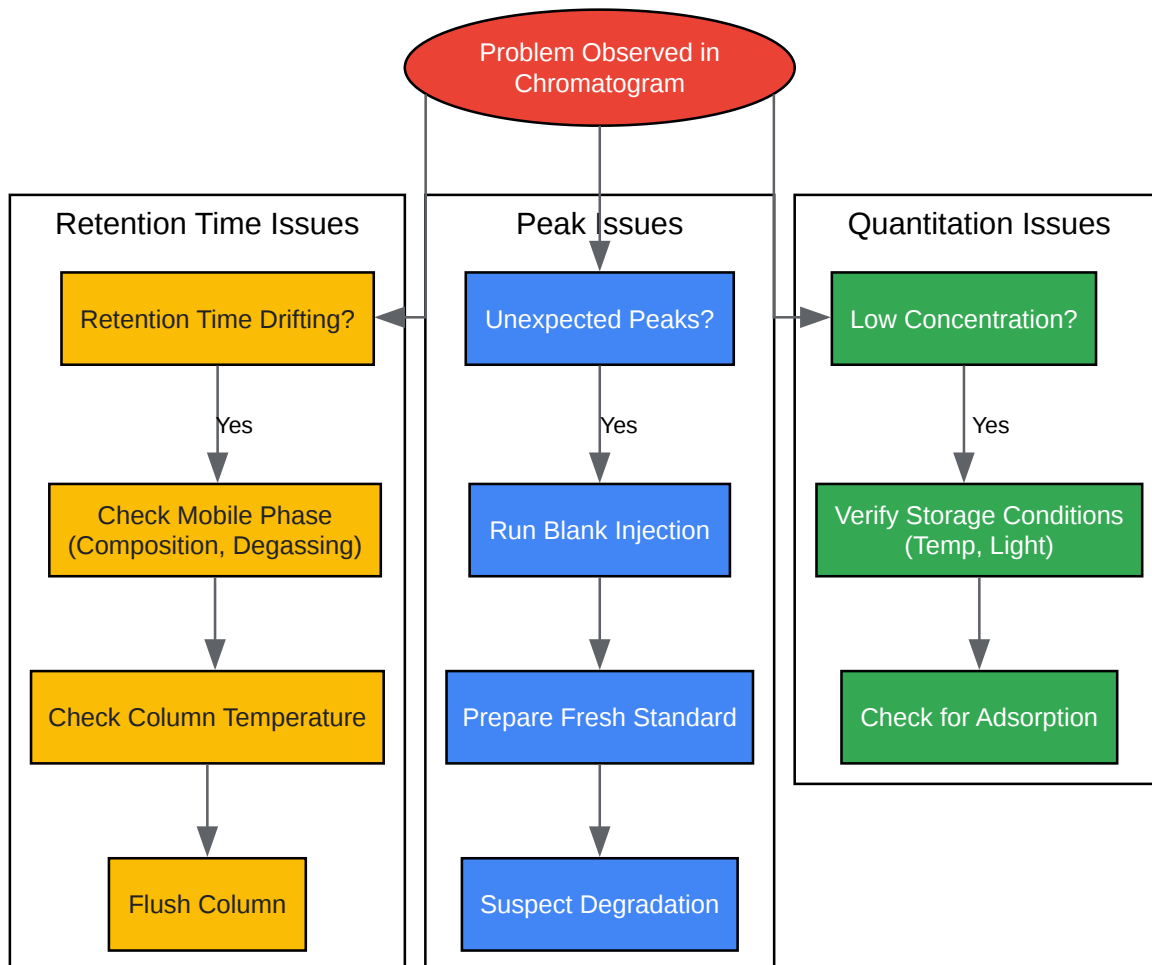 Problem Observed in
Chromatogram
Retention Time Issues
Retention Time Drifting?
Yes
Check Mobile Phase
(Composition, Degassing)
Check Column Temperature
Flush Column
Peak Issues
Unexpected Peaks?
Yes
Run Blank Injection
Prepare Fresh Standard
Suspect Degradation
Quantitation Issues
Low Concentration?
Yes
Verify Storage Conditions
(Temp, Light)
Check for Adsorption